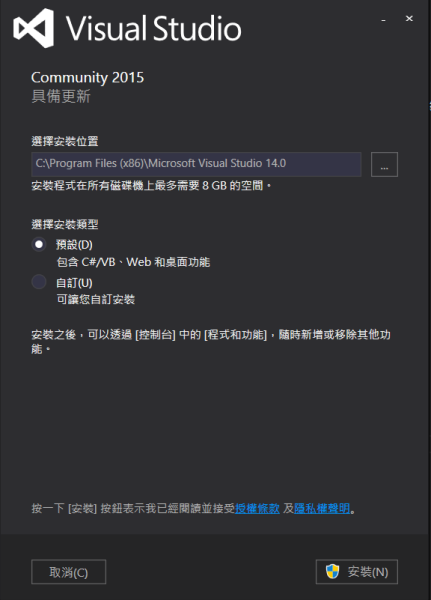 Visual Studio
Community 2015
具備更新
選擇安裝位置
C:\Program Files (x86)\Microsoft Visual Studio 14.0
...
安裝程式在所有磁碟機上最多需要 8 GB 的空間。
選擇安裝類型
預設(D)
包含 C#/VB、Web 和桌面功能
自訂(U)
可讓您自訂安裝
安裝之後，可以透過 [控制台] 中的 [程式和功能]，隨時新增或移除其他功
能。
按一下 [安裝] 按鈕表示我已經閱讀並接受授權條款 及隱私權聲明。
取消(C)
安裝(N)